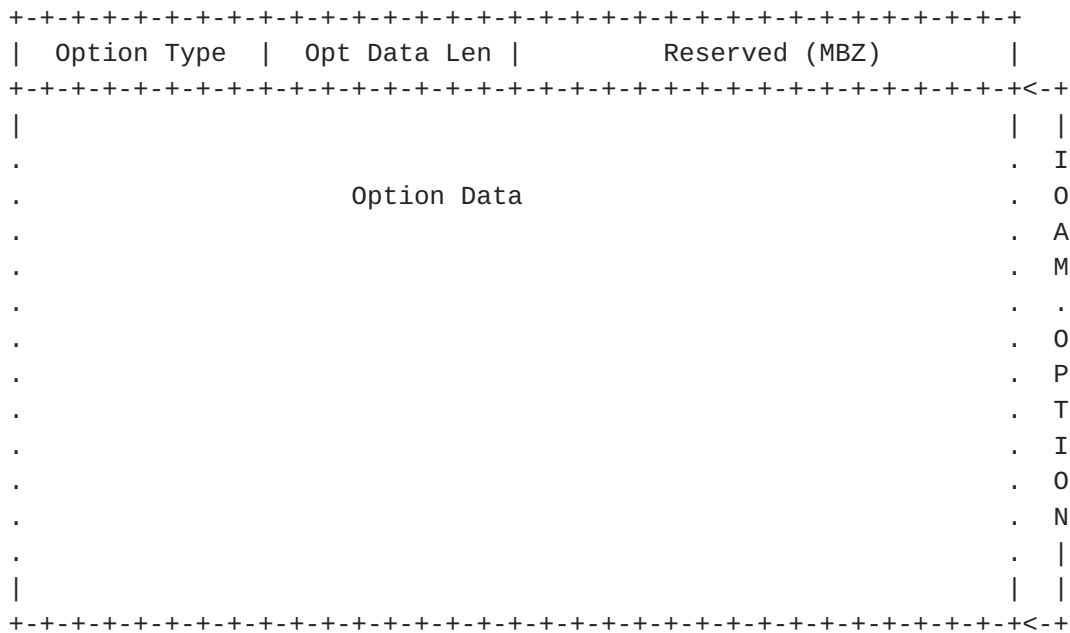 +-+-+-+-+-+-+-+-+-+-+-+-+-+-+-+-+-+-+-+-+-+-+-+-+-+-+-+-+-+-+-+-+
|  Option Type  |  Opt Data Len |         Reserved (MBZ)        |
+-+-+-+-+-+-+-+-+-+-+-+-+-+-+-+-+-+-+-+-+-+-+-+-+-+-+-+-+-+-+-+-+<-+
|                                                               |  |
.                                                               .  I
.                     Option Data                               .  O
.                                                               .  A
.                                                               .  M
.                                                               .  .
.                                                               .  O
.                                                               .  P
.                                                               .  T
.                                                               .  I
.                                                               .  O
.                                                               .  N
.                                                               .  |
|                                                               |  |
+-+-+-+-+-+-+-+-+-+-+-+-+-+-+-+-+-+-+-+-+-+-+-+-+-+-+-+-+-+-+-+-+<-+